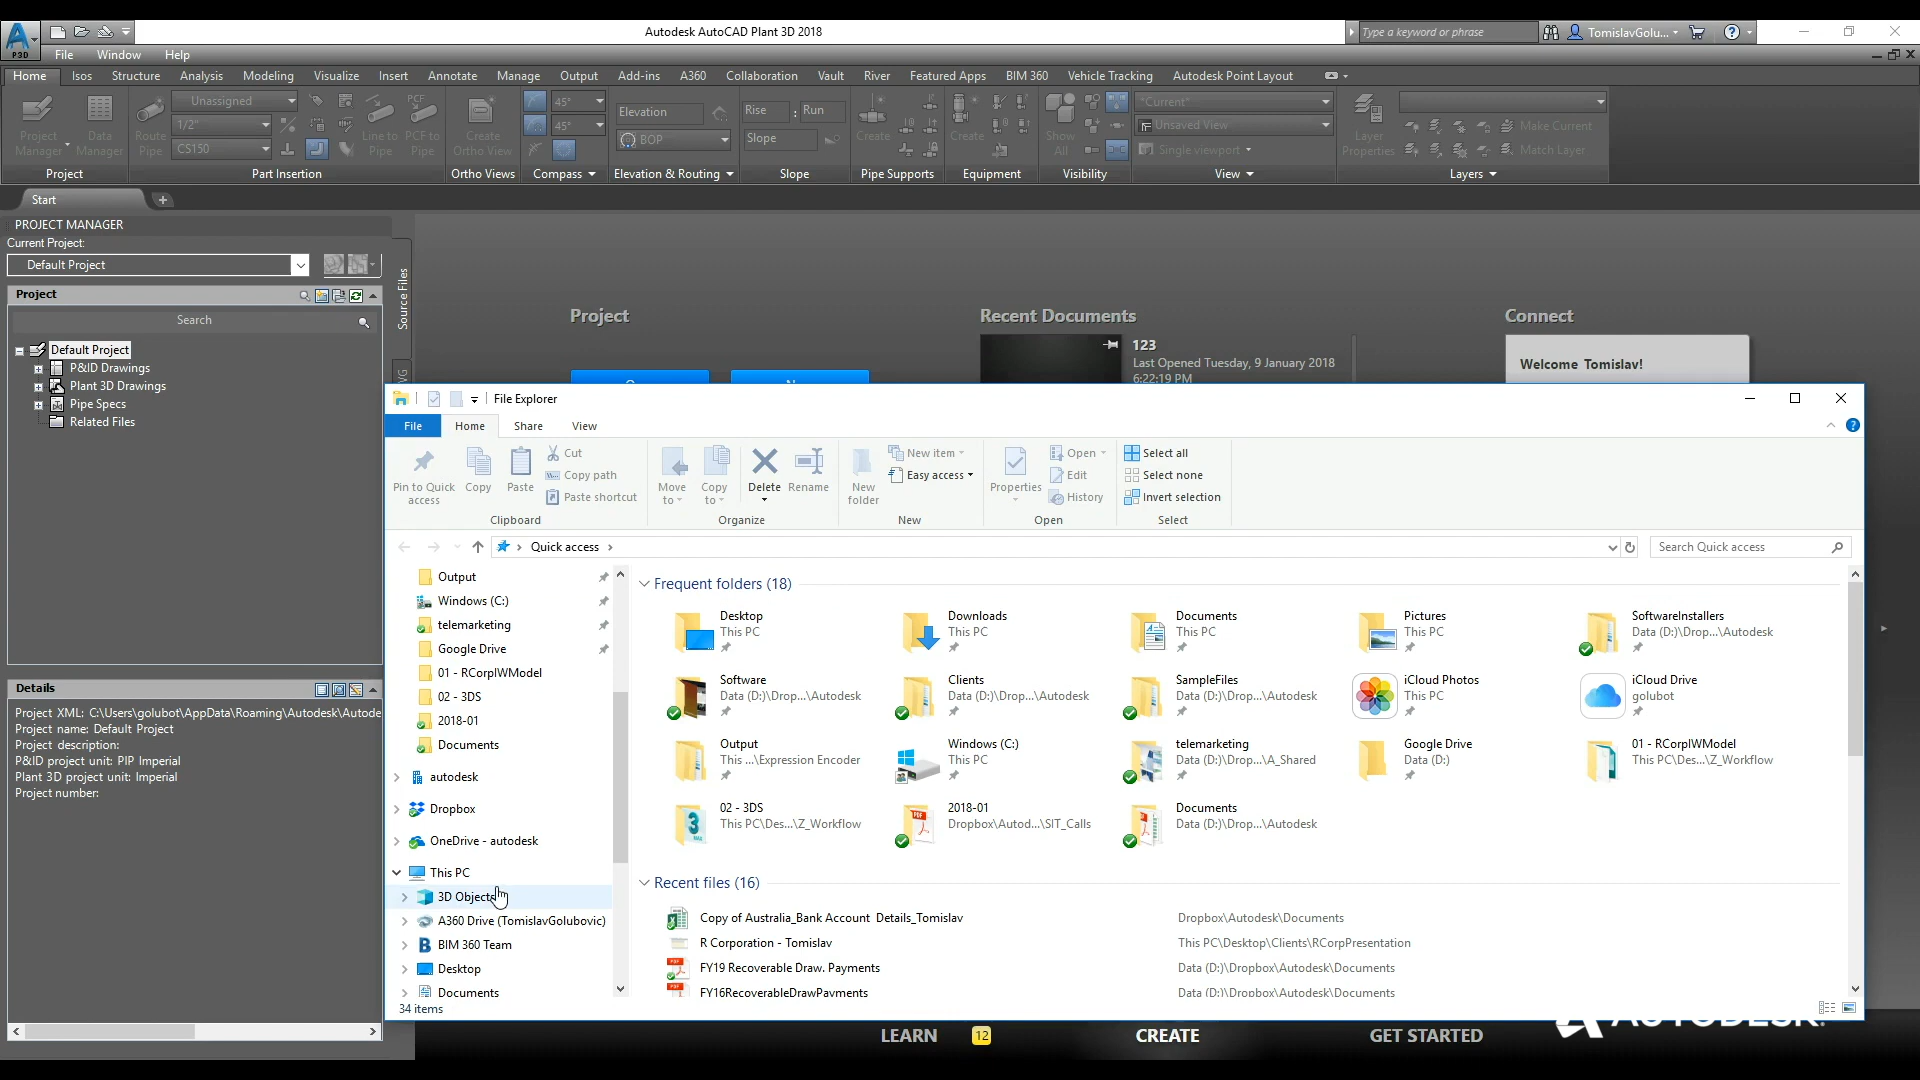 Autodesk AutoCAD Plant 3D 2018
Type a keyword or phrase
TomislavGolu...
P3D
File Window Help
Home Isos Structure Analysis Modeling Visualize Insert Annotate Manage Output Add-ins A360 Collaboration Vault River Featured Apps BIM 360 Vehicle Tracking Autodesk Point Layout
Project Manager
Data Manager
Project
Route Pipe
Unassigned
1/2"
CS150
Line to Pipe
PCF to Pipe
PCF
Part Insertion
Create Ortho View
Ortho Views
45°
45°
Compass
Elevation
BOP
Elevation & Routing
Rise : Run
Slope
Slope
Create
Pipe Supports
Create
Equipment
Show All
Visibility
"Current"
Unsaved View
Single viewport
View
Layer Properties
Make Current
Match Layer
Layers
Start
PROJECT MANAGER
Current Project:
Default Project
Project
Search
Default Project
P&ID Drawings
Plant 3D Drawings
Pipe Specs
Related Files
Source Files
Details
Project XML: C:\Users\golubot\AppData\Roaming\Autodesk\Autode
Project name: Default Project
Project description:
P&ID project unit: PIP Imperial
Plant 3D project unit: Imperial
Project number:
Project
Recent Documents
Connect
123
Last Opened Tuesday, 9 January 2018
6:22:19 PM
Welcome Tomislav!
File Explorer
File Home Share View
Pin to Quick access
Copy
Paste
Cut
Copy path
Paste shortcut
Clipboard
Move to
Copy to
Delete
Rename
Organize
New folder
New item
Easy access
New
Properties
Open
Edit
History
Open
Select all
Select none
Invert selection
Select
Quick access
Search Quick access
Output
Windows (C:)
telemarketing
Google Drive
01 - RCorpIWModel
02 - 3DS
2018-01
Documents
autodesk
Dropbox
OneDrive - autodesk
This PC
3D Objects
A360 Drive (TomislavGolubovic)
BIM 360 Team
Desktop
Documents
34 items
Frequent folders (18)
Desktop
This PC
Downloads
This PC
Documents
This PC
Pictures
This PC
SoftwareInstallers
Data (D:)\Drop...\Autodesk
Software
Data (D:)\Drop...\Autodesk
Clients
Data (D:)\Drop...\Autodesk
SampleFiles
Data (D:)\Drop...\Autodesk
iCloud Photos
This PC
iCloud Drive
golubot
Output
This ...\Expression Encoder
Windows (C:)
This PC
telemarketing
Data (D:)\Drop...\A_Shared
Google Drive
Data (D:)
01 - RCorpIWModel
This PC\Des...\Z_Workflow
02 - 3DS
This PC\Des...\Z_Workflow
2018-01
Dropbox\Autod...\SIT_Calls
Documents
Data (D:)\Drop...\Autodesk
Recent files (16)
Copy of Australia_Bank Account Details_Tomislav Dropbox\Autodesk\Documents
R Corporation - Tomislav This PC\Desktop\Clients\RCorpPresentation
FY19 Recoverable Draw. Payments Data (D:)\Dropbox\Autodesk\Documents
FY16RecoverableDrawPayments Data (D:)\Dropbox\Autodesk\Documents
LEARN 12 CREATE GET STARTED
AUTODESK.